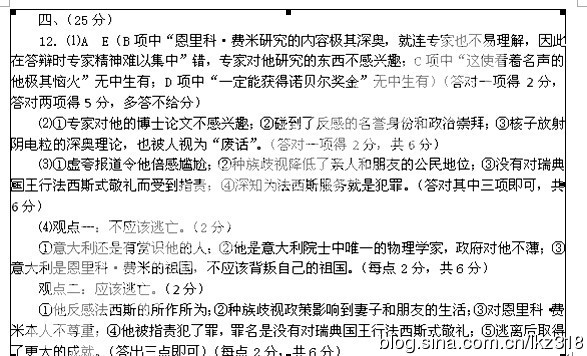 四、（25分）
12. (1)A  E（B项中“恩里科·费米研究的内容极其深奥，就连专家也不易理解，因此
在答辩时专家精神难以集中”错，专家对他研究的东西不感兴趣；C项中“这使看着名声的
他极其恼火”无中生有；D项中“一定能获得诺贝尔奖金”无中生有）（答对一项得 2分，
答对两项得5分，多答不给分）
(2)①专家对他的博士论文不感兴趣；②碰到了反感的名誉身份和政治崇拜；③核子放射
阴电粒的深奥理论，也被人视为“废话”。（答对一项得2分，共6分）
(3)①虚夸报道令他倍感尴尬；②种族歧视降低了亲人和朋友的公民地位；③没有对瑞典
国王行法西斯式敬礼而受到指责；④深知为法西斯服务就是犯罪。（答对其中三项即可，共
6分）
(4)观点一：不应该逃亡。（2分）
①意大利还是有赏识他的人；②他是意大利院士中唯一的物理学家，政府对他不薄；③
意大利是恩里科·费米的祖国，不应该背叛自己的祖国。（每点2分，共6分）
观点二：应该逃亡。（2分）
①他反感法西斯的所作所为；②种族歧视政策影响到妻子和朋友的生活；③对恩里科·费
米本人不尊重；④他被指责犯了罪，罪名是没有对瑞典国王行法西斯式敬礼；⑤逃离后取得
了更大的成就。（答出三点即可）（每点2分，共6分）
blog.sina.com.cn/lkz318